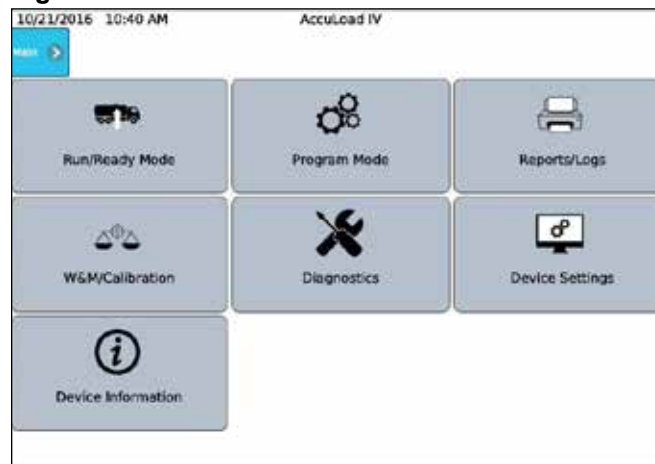 10/21/2016 10:40 AM AccuLoad IV
Main
Run/Ready Mode Program Mode Reports/Logs
W&M/Calibration Diagnostics Device Settings
i
Device Information